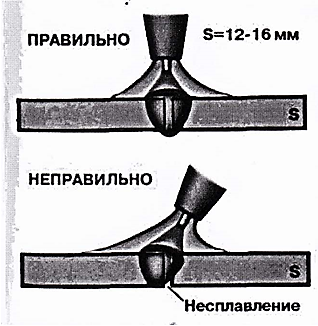 ПРАВИЛЬНО S=12-16 мм
S
НЕПРАВИЛЬНО
S
Несплавление